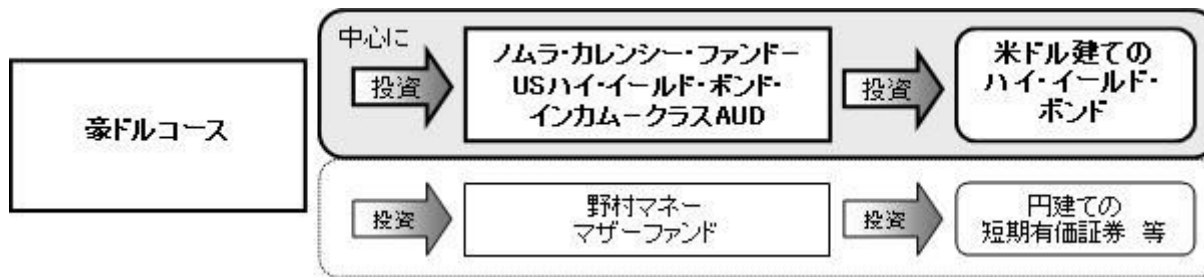 豪ドルコース
中心に
投資
ノムラ・カレンシー・ファンドー
USハイ・イールド・ボンド・
インカムークラスAUD
投資
米ドル建ての
ハイ・イールド・
ボンド
投資
野村マネー
マザーファンド
投資
円建ての
短期有価証券 等